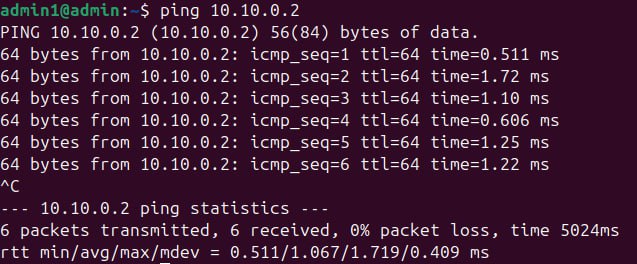 admin1@admin:~$ ping 10.10.0.2
PING 10.10.0.2 (10.10.0.2) 56(84) bytes of data.
64 bytes from 10.10.0.2: icmp_seq=1 ttl=64 time=0.511 ms
64 bytes from 10.10.0.2: icmp_seq=2 ttl=64 time=1.72 ms
64 bytes from 10.10.0.2: icmp_seq=3 ttl=64 time=1.10 ms
64 bytes from 10.10.0.2: icmp_seq=4 ttl=64 time=0.606 ms
64 bytes from 10.10.0.2: icmp_seq=5 ttl=64 time=1.25 ms
64 bytes from 10.10.0.2: icmp_seq=6 ttl=64 time=1.22 ms
^C
--- 10.10.0.2 ping statistics ---
6 packets transmitted, 6 received, 0% packet loss, time 5024ms
rtt min/avg/max/mdev = 0.511/1.067/1.719/0.409 ms